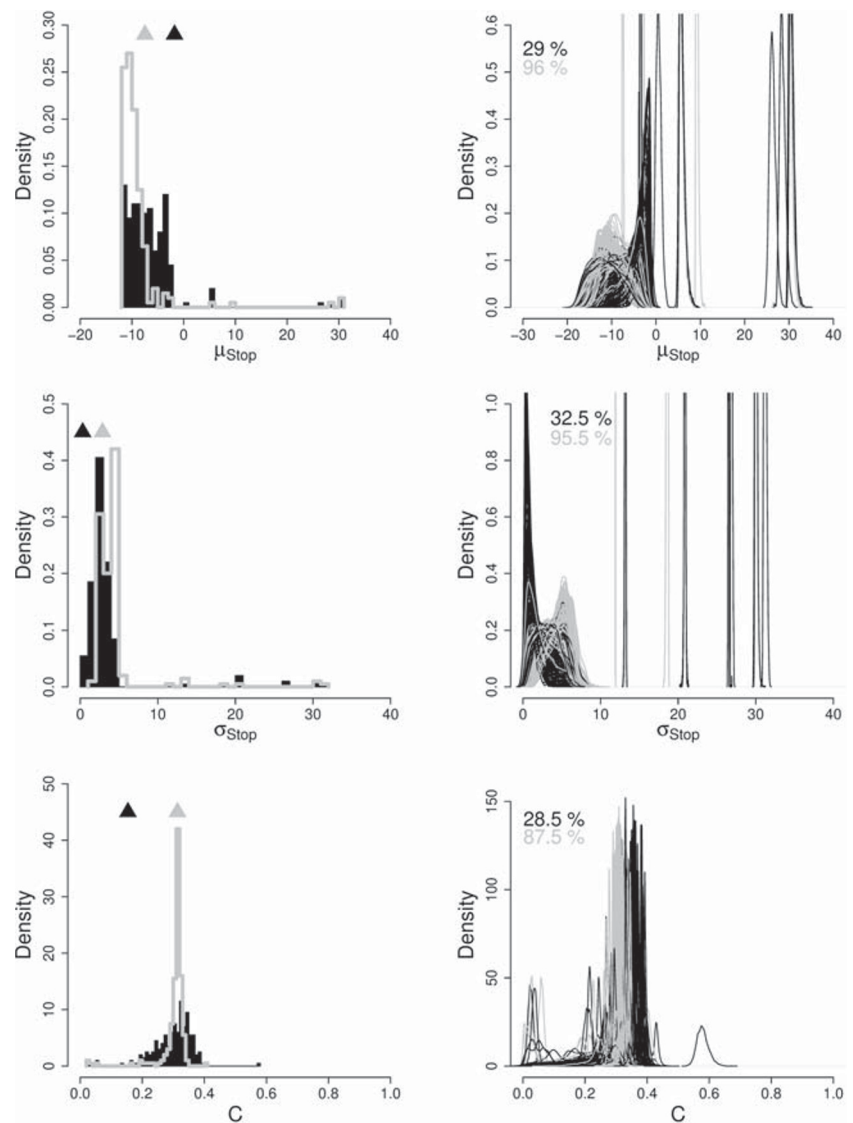 0.00 0.05 0.10 0.15 0.20 0.25 0.30
Density
−20 −10 0 10 20 30 40
μStop
29 %
96 %
0.0 0.1 0.2 0.3 0.4 0.5 0.6
Density
−30 −20 −10 0 10 20 30 40
μStop
0.0 0.1 0.2 0.3 0.4 0.5
Density
0 10 20 30 40
σStop
32.5 %
95.5 %
0.0 0.2 0.4 0.6 0.8 1.0
Density
0 10 20 30 40
σStop
0 10 20 30 40 50
Density
0.0 0.2 0.4 0.6 0.8 1.0
C
28.5 %
87.5 %
0 50 100 150
Density
0.0 0.2 0.4 0.6 0.8 1.0
C